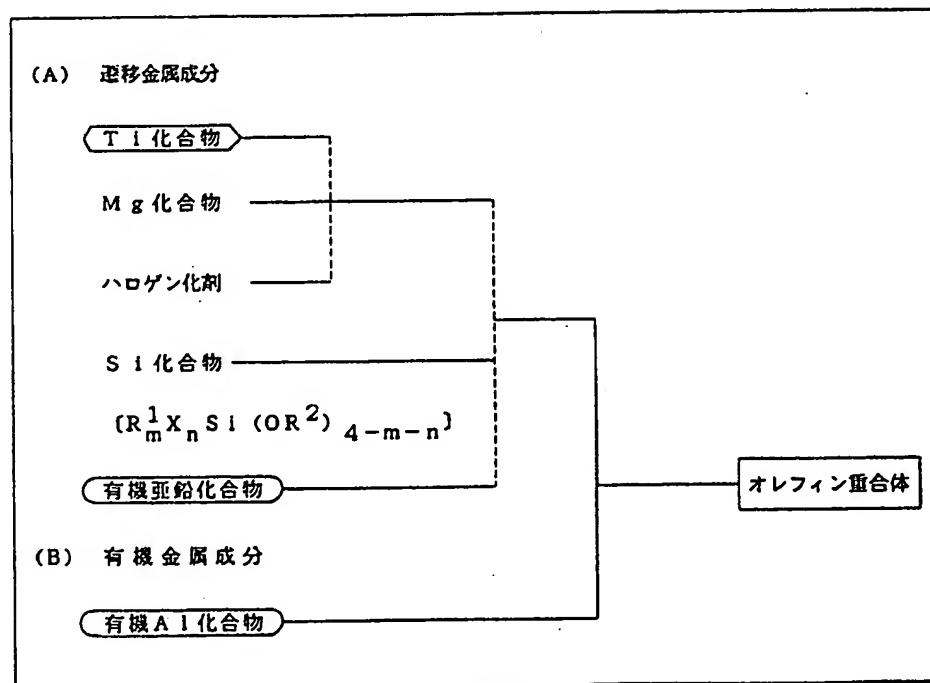 (A) 遷移金属成分
Ti化合物
Mg化合物
ハロゲン化剤
Si化合物
〔R¹ₘXₙSi(OR²)₄₋ₘ₋ₙ〕
有機亜鉛化合物
オレフィン重合体
(B) 有機金属成分
有機Al化合物